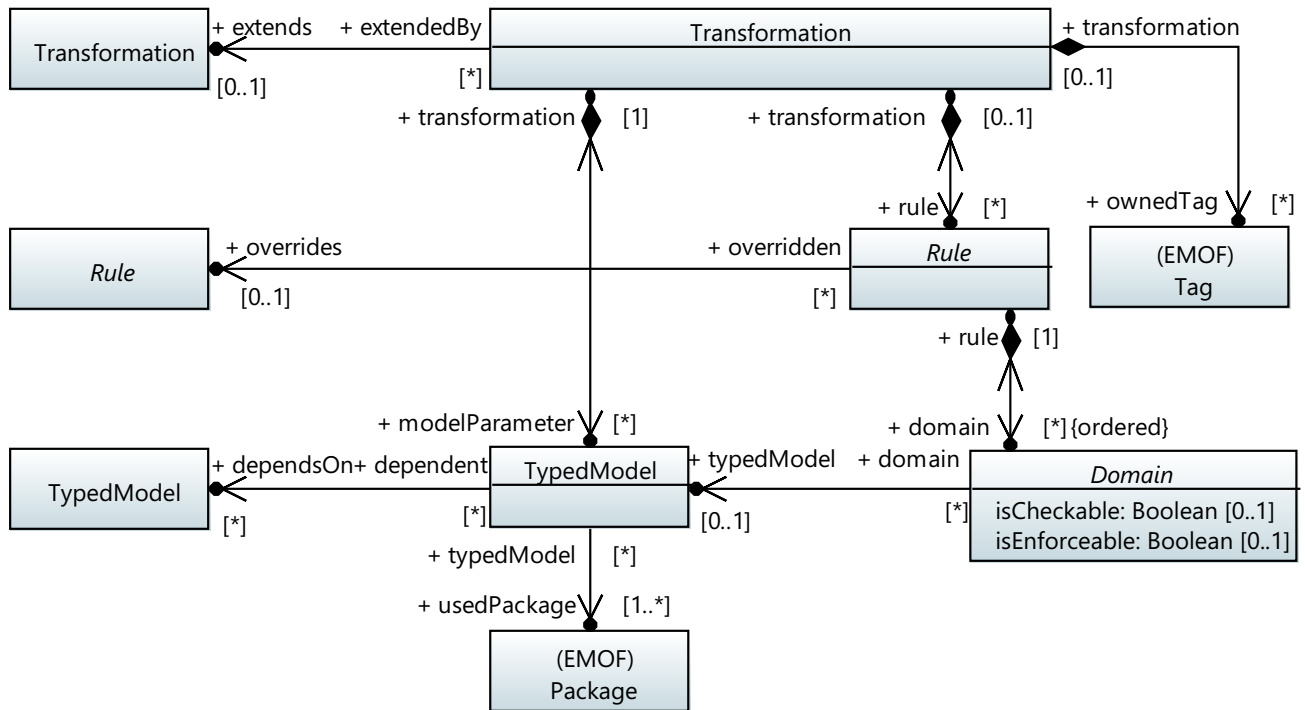 + extends
+ extendedBy
Transformation
+ transformation
Transformation
[0..1]
[*]
[0..1]
+ transformation
[1]
+ transformation
[0..1]
+ rule
[*]
+ ownedTag
[*]
+ overrides
+ overridden
Rule
(EMOF)
Tag
Rule
[0..1]
[*]
+ rule
[1]
+ modelParameter
[*]
+ domain
[*]
{ordered}
+ dependsOn
+ dependent
TypedModel
+ typedModel
+ domain
Domain
TypedModel
[*]
[*]
[0..1]
[*]
isCheckable: Boolean [0..1]
isEnforceable: Boolean [0..1]
+ typedModel
[*]
+ usedPackage
[1..*]
(EMOF)
Package